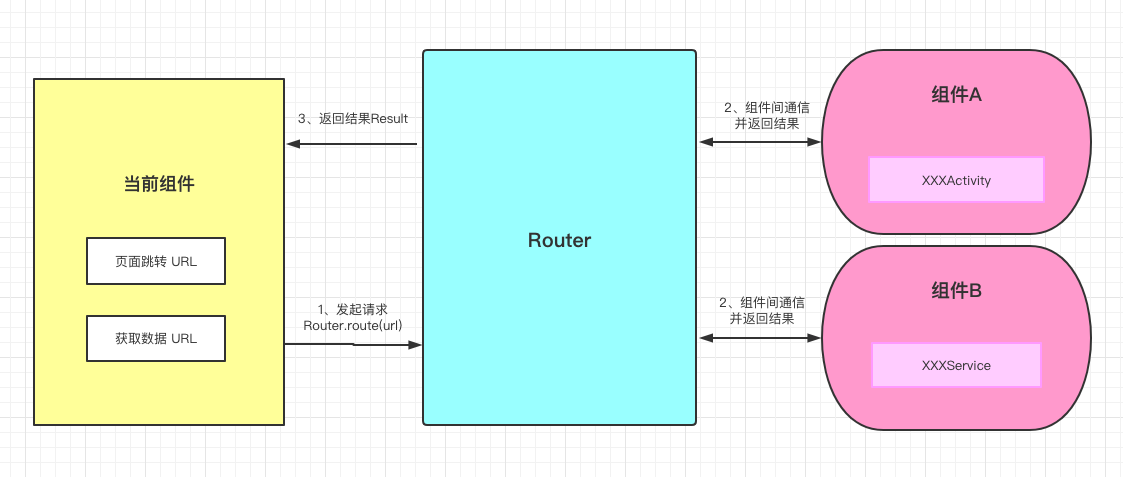 当前组件
页面跳转 URL
获取数据 URL
3、返回结果Result
1、发起请求
Router.route(url)
Router
2、组件间通信
并返回结果
2、组件间通信
并返回结果
组件A
XXXActivity
组件B
XXXService